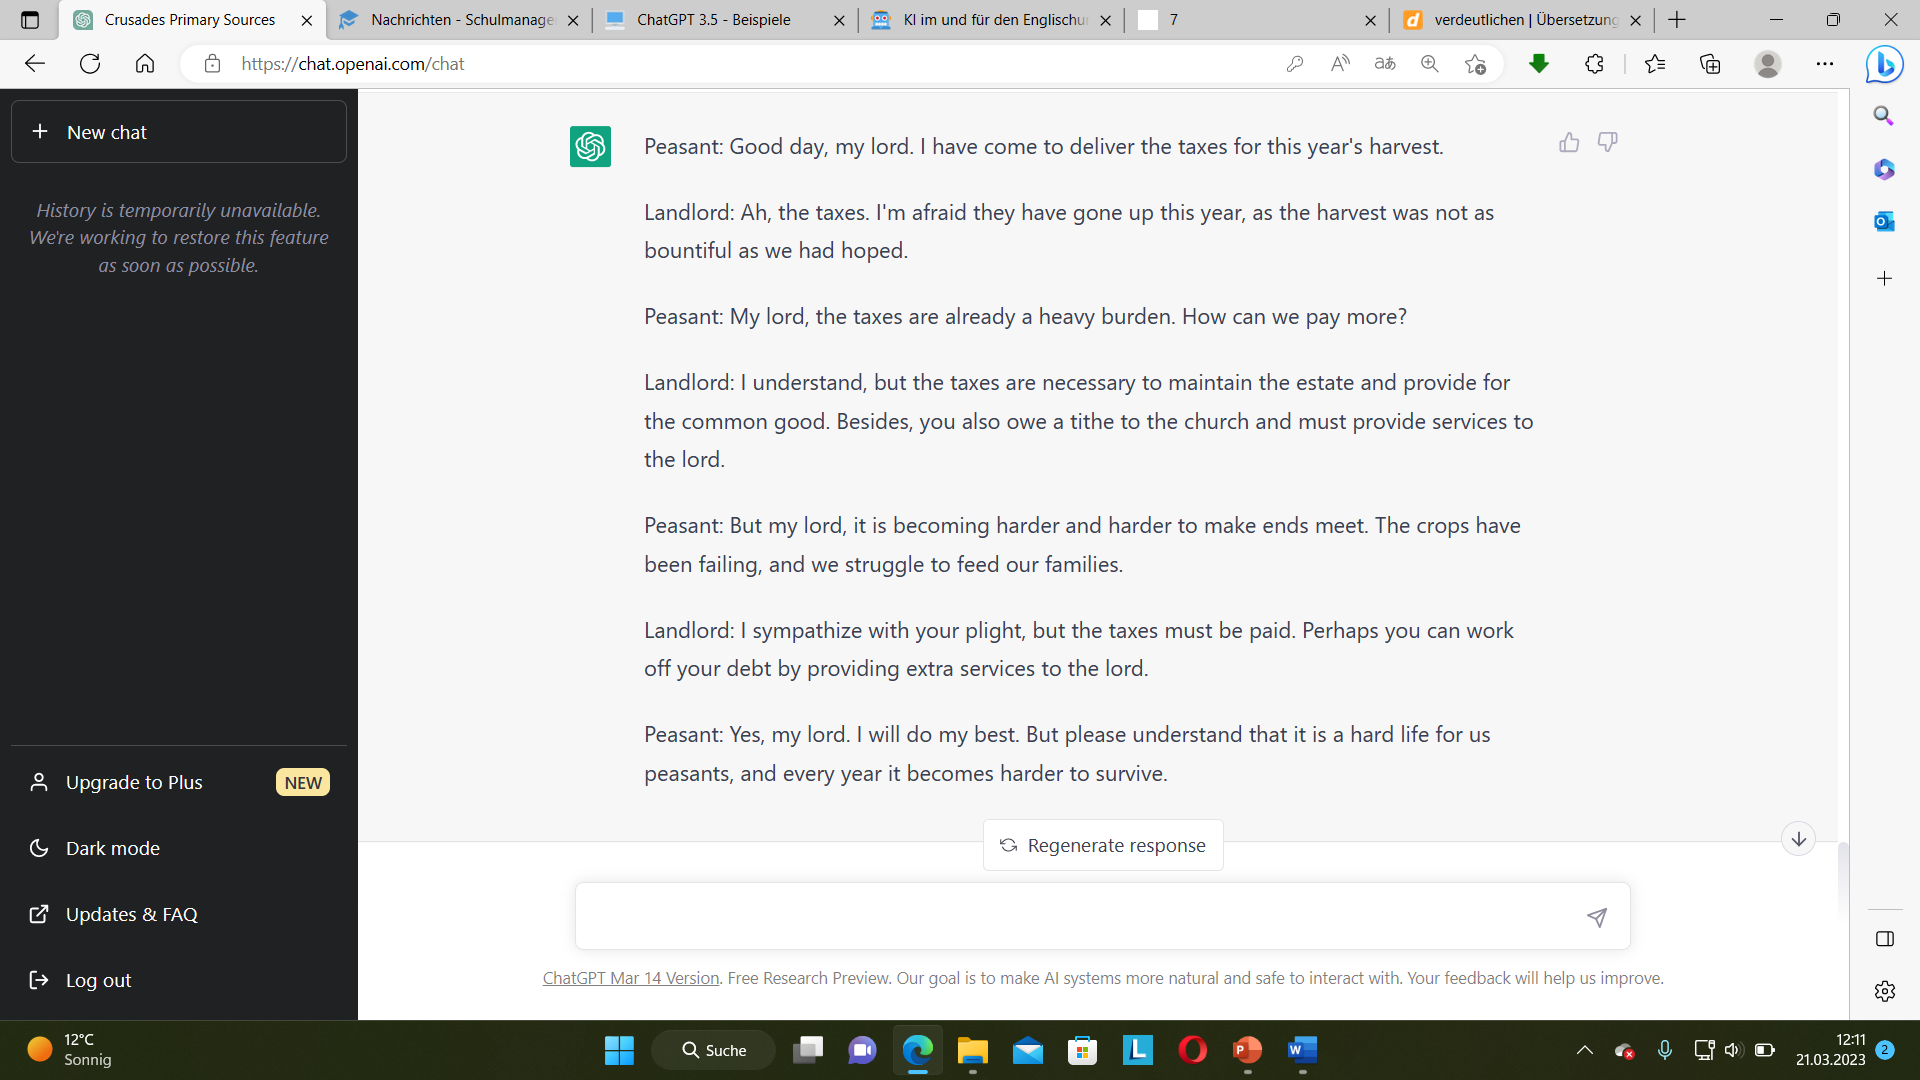 Crusades Primary Sources
Nachrichten - Schulmanage
ChatGPT 3.5 - Beispiele
KI im und für den Englischu
7
verdeutlichen | Übersetzung
https://chat.openai.com/chat
New chat
History is temporarily unavailable.
We're working to restore this feature
as soon as possible.
Peasant: Good day, my lord. I have come to deliver the taxes for this year's harvest.
Landlord: Ah, the taxes. I'm afraid they have gone up this year, as the harvest was not as
bountiful as we had hoped.
Peasant: My lord, the taxes are already a heavy burden. How can we pay more?
Landlord: I understand, but the taxes are necessary to maintain the estate and provide for
the common good. Besides, you also owe a tithe to the church and must provide services to
the lord.
Peasant: But my lord, it is becoming harder and harder to make ends meet. The crops have
been failing, and we struggle to feed our families.
Landlord: I sympathize with your plight, but the taxes must be paid. Perhaps you can work
off your debt by providing extra services to the lord.
Peasant: Yes, my lord. I will do my best. But please understand that it is a hard life for us
peasants, and every year it becomes harder to survive.
Upgrade to Plus
NEW
Dark mode
Updates & FAQ
Log out
Regenerate response
ChatGPT Mar 14 Version. Free Research Preview. Our goal is to make AI systems more natural and safe to interact with. Your feedback will help us improve.
12°C
Sonnig
Suche
12:11
21.03.2023
2